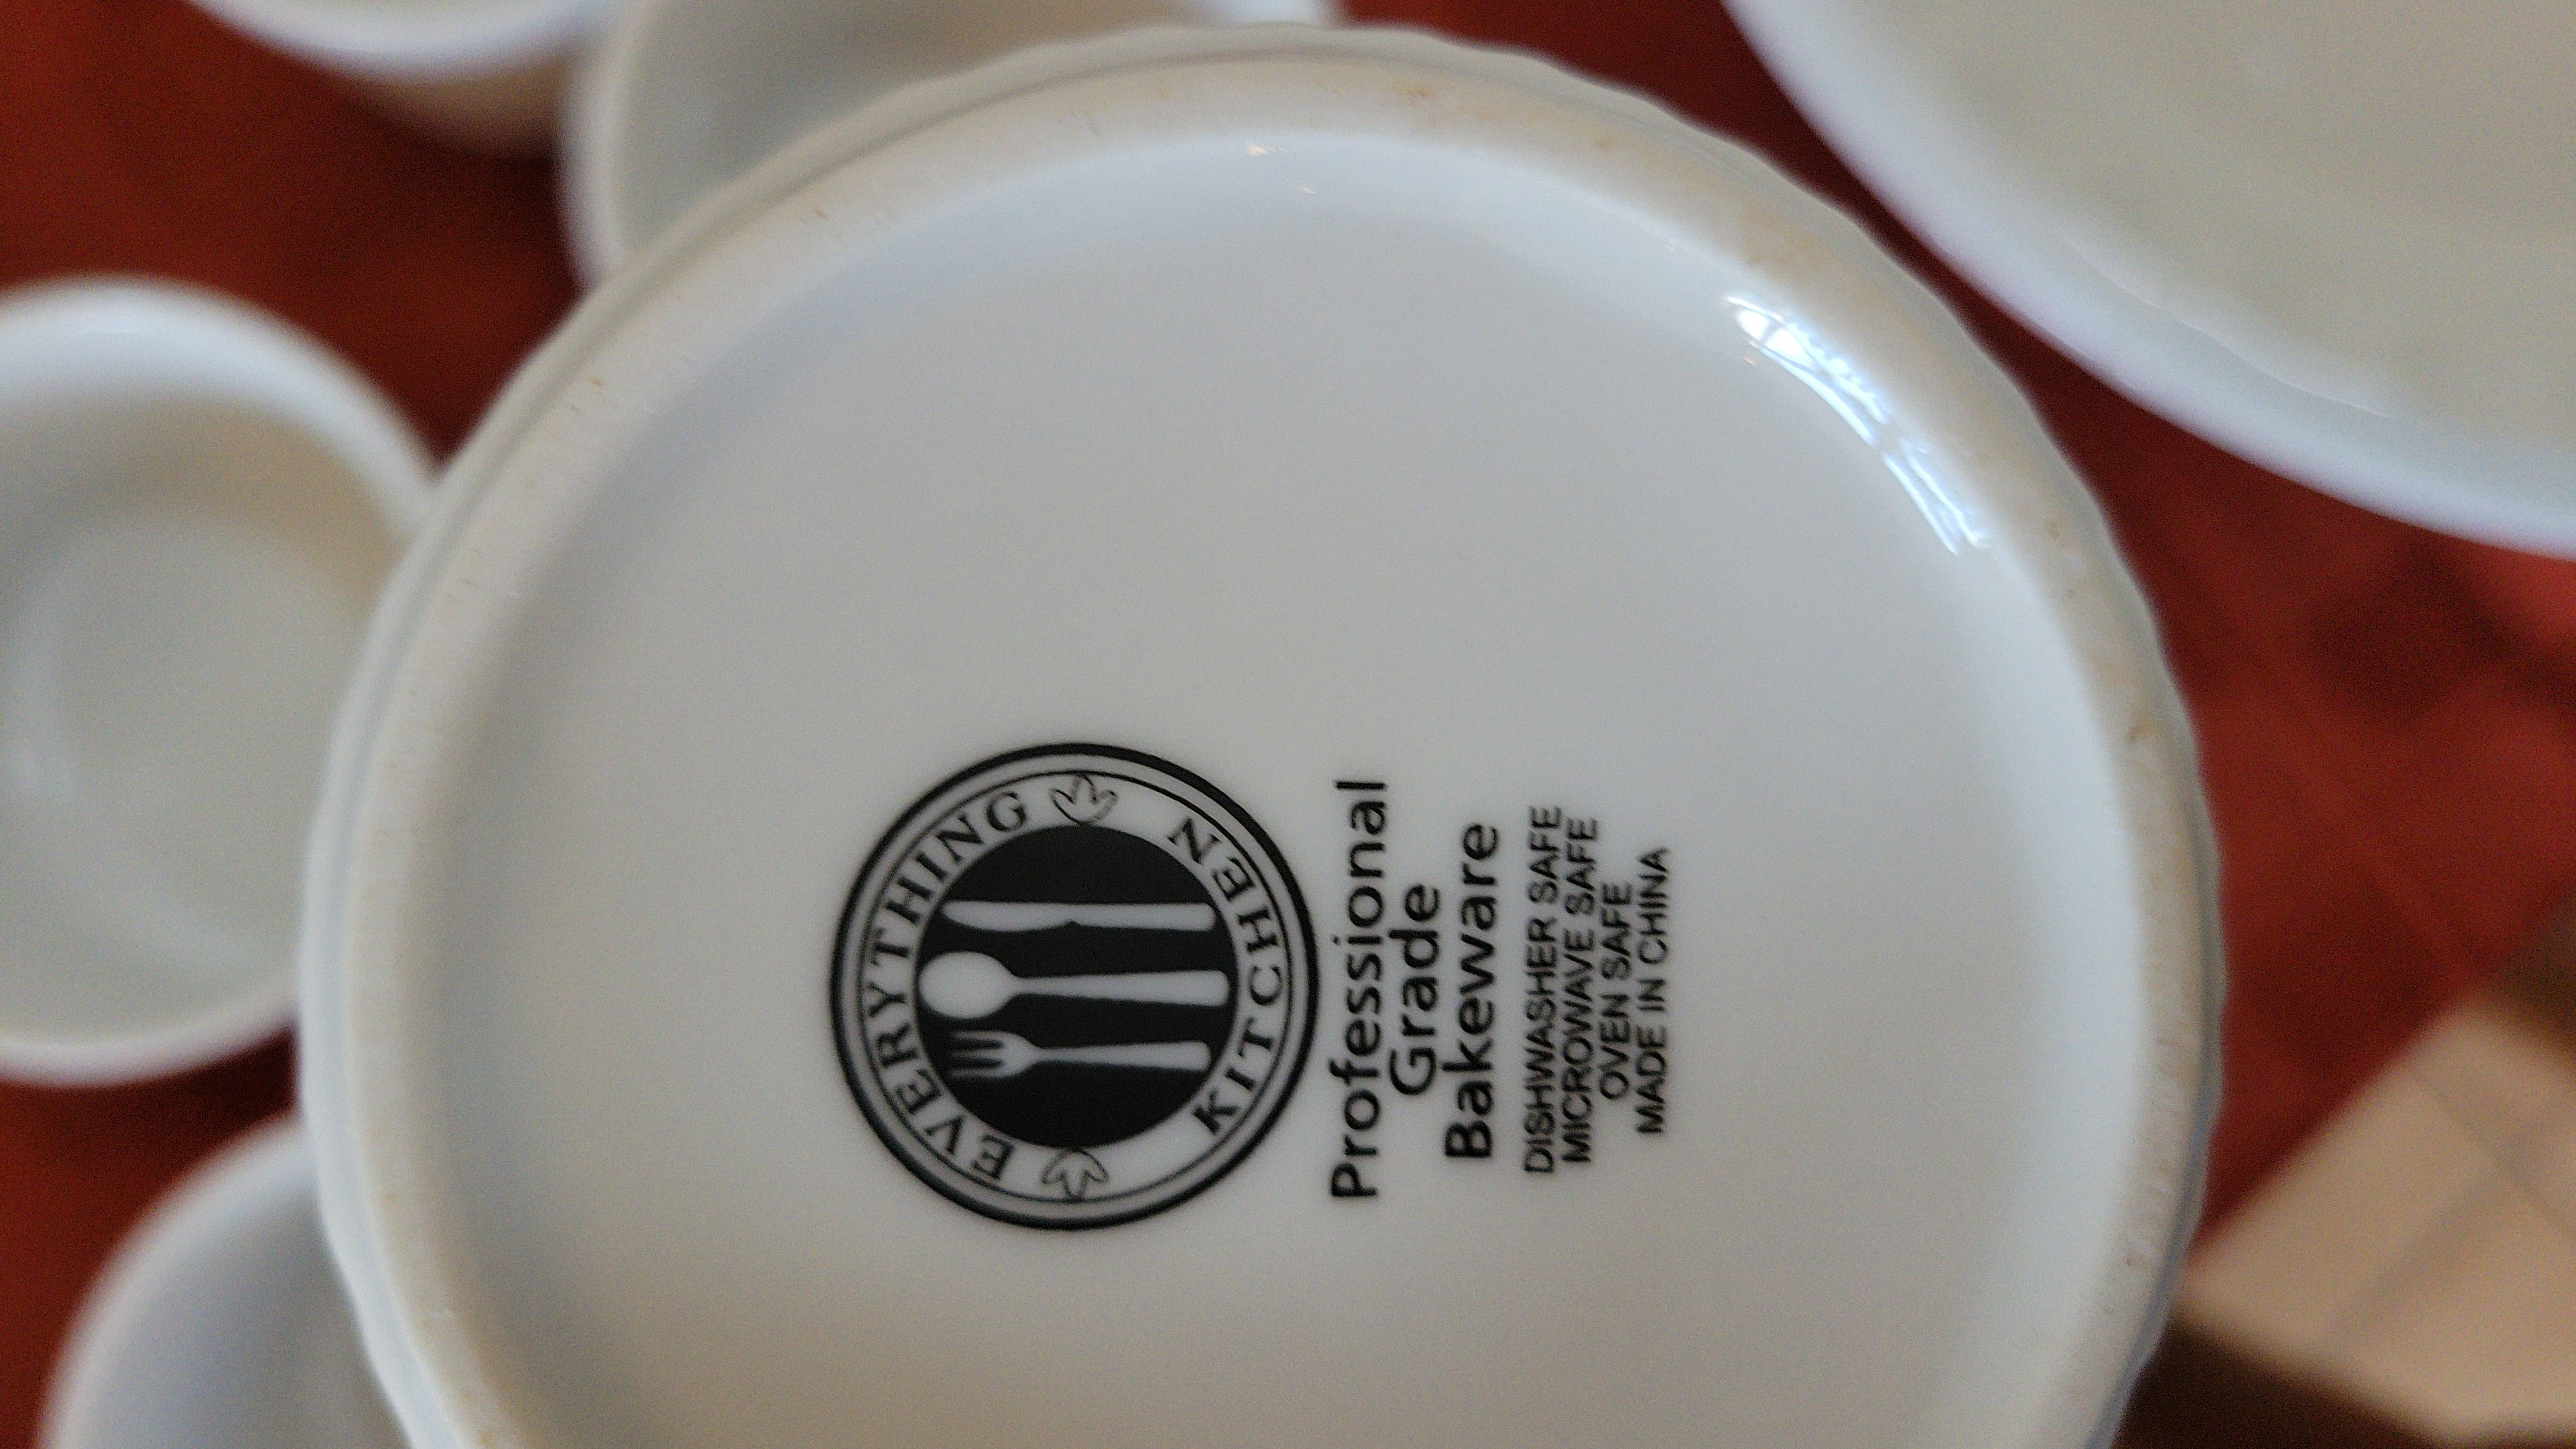 EVERYTHING
KITCHEN
Professional
Grade
Bakeware
DISHWASHER SAFE
MICROWAVE SAFE
OVEN SAFE
MADE IN CHINA